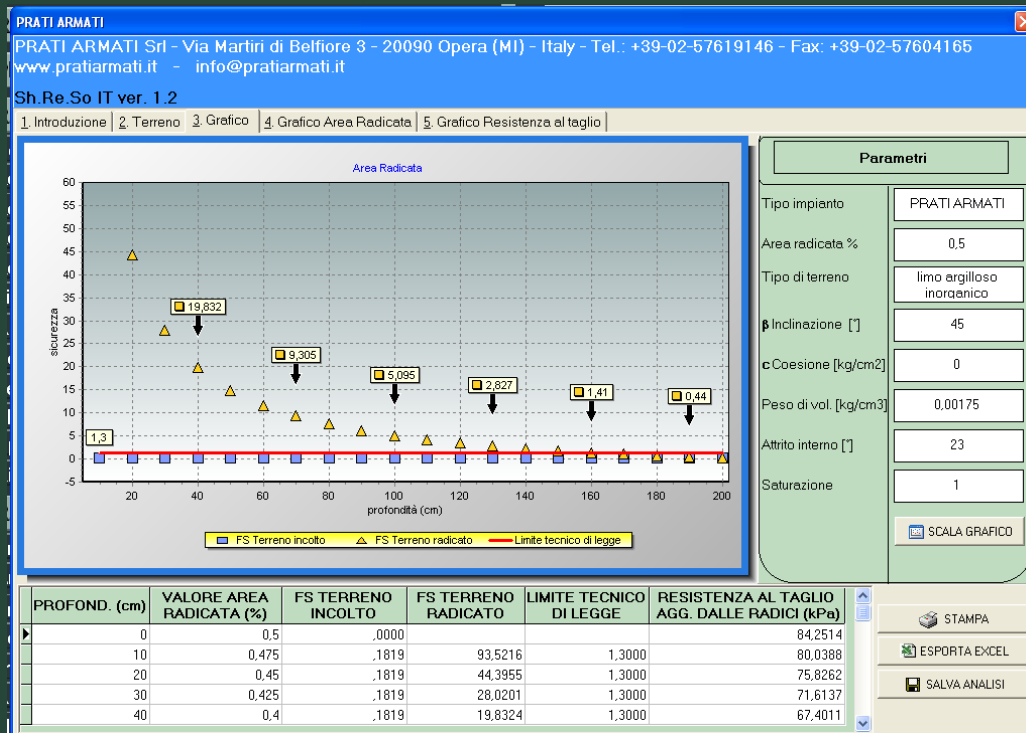 PRATI ARMATI
PRATI ARMATI Srl - Via Martiri di Belfiore 3 - 20090 Opera (MI) - Italy - Tel.: +39-02-57619146 - Fax: +39-02-57604165
www.pratiarmati.it - info@pratiarmati.it
Sh.Re.So IT ver. 1.2
1. Introduzione 2. Terreno 3. Grafico 4. Grafico Area Radicata 5. Grafico Resistenza al taglio
Area Radicata
60
55
50
45
40
35
30
25
20
15
10
5
0
-5
sicurezza
19,832
9,305
5,095
2,827
1,41
0,44
1,3
20 40 60 80 100 120 140 160 180 200
profondità (cm)
FS Terreno incolto FS Terreno radicato Limite tecnico di legge
Parametri
Tipo impianto PRATI ARMATI
Area radicata % 0,5
Tipo di terreno limo argilloso
inorganico
β Inclinazione [°] 45
c Coesione [kg/cm2] 0
Peso di vol. [kg/cm3] 0,00175
Attrito interno [°] 23
Saturazione 1
SCALA GRAFICO
PROFOND. (cm) VALORE AREA RADICATA (%) FS TERRENO INCOLTO FS TERRENO RADICATO LIMITE TECNICO DI LEGGE RESISTENZA AL TAGLIO AGG. DALLE RADICI (kPa)
0 0,5 ,0000 84,2514
10 0,475 ,1819 93,5216 1,3000 80,0388
20 0,45 ,1819 44,3955 1,3000 75,8262
30 0,425 ,1819 28,0201 1,3000 71,6137
40 0,4 ,1819 19,8324 1,3000 67,4011
STAMPA
ESPORTA EXCEL
SALVA ANALISI